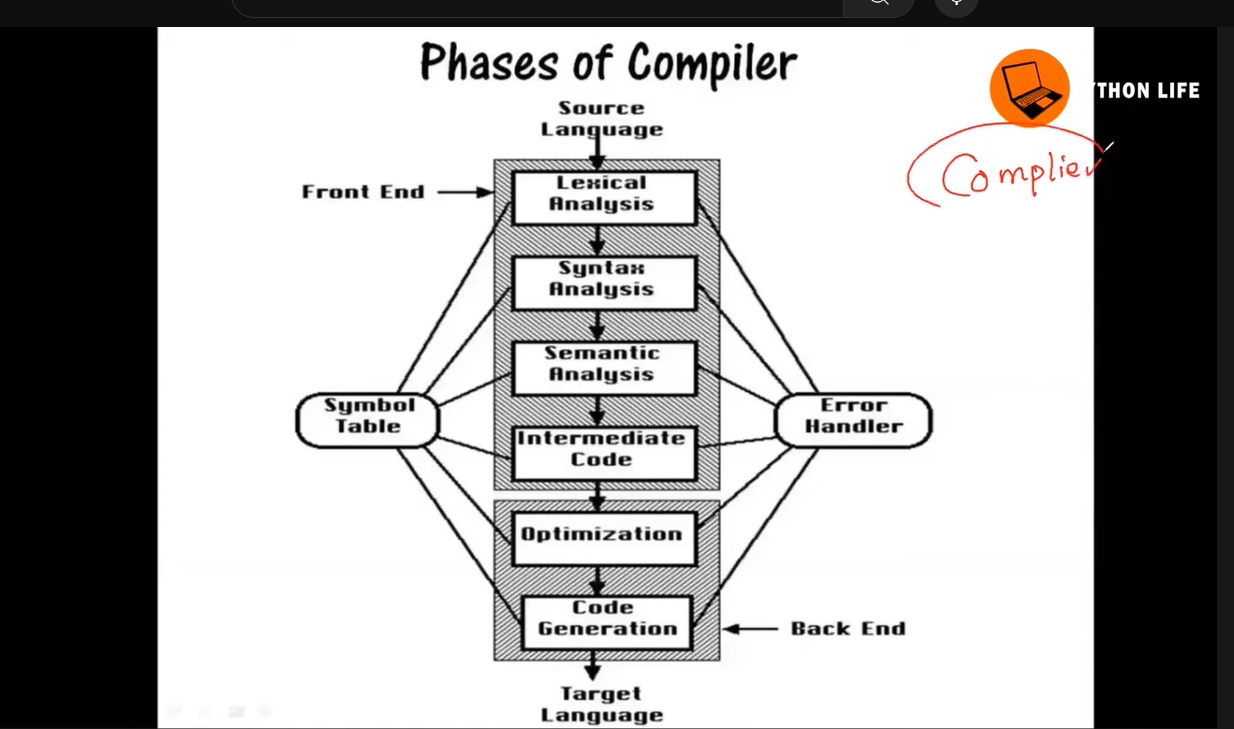 Phases of Compiler
YTHON LIFE
Source
Language
Complier
Front End
Lexical
Analysis
Syntax
Analysis
Semantic
Analysis
Symbol
Table
Error
Handler
Intermediate
Code
Optimization
Code
Generation
Back End
Target
Language